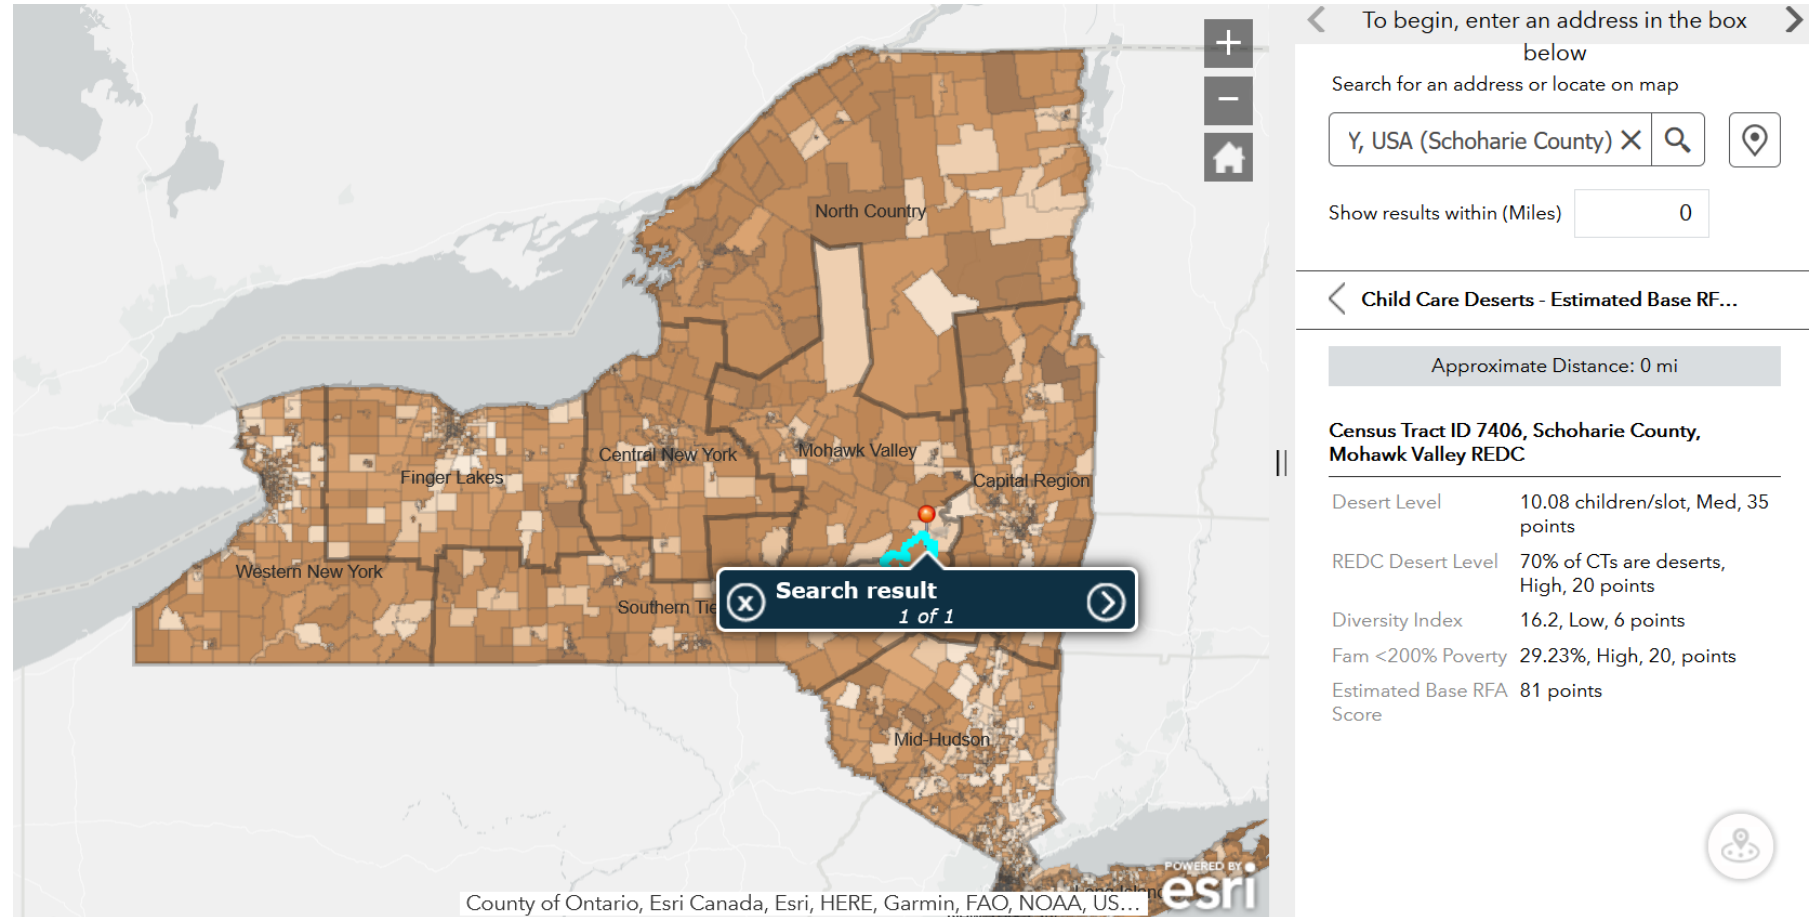 North Country
Central New York
Mohawk Valley
Finger Lakes
Capital Region
Western New York
Southern Tie
Search result
1 of 1
Mid-Hudson
POWERED BY
esri
County of Ontario, Esri Canada, Esri, HERE, Garmin, FAO, NOAA, US...
To begin, enter an address in the box
below
Search for an address or locate on map
Y, USA (Schoharie County)
Show results within (Miles) 0
Child Care Deserts - Estimated Base RF...
Approximate Distance: 0 mi
Census Tract ID 7406, Schoharie County,
Mohawk Valley REDC
Desert Level 10.08 children/slot, Med, 35
points
REDC Desert Level 70% of CTs are deserts,
High, 20 points
Diversity Index 16.2, Low, 6 points
Fam <200% Poverty 29.23%, High, 20, points
Estimated Base RFA 81 points
Score